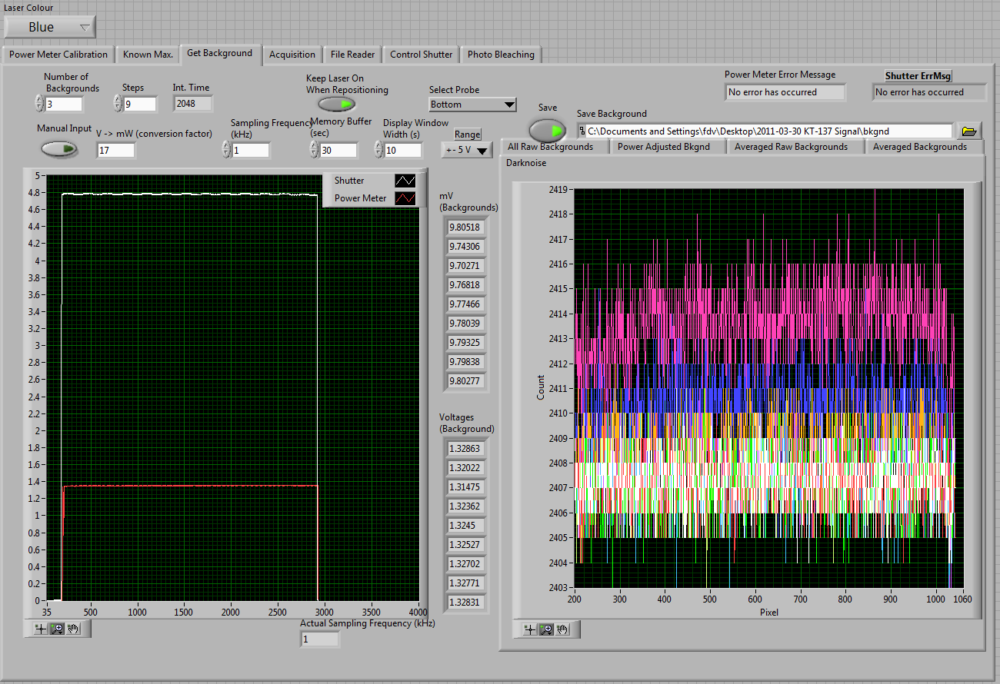 Laser Colour
Blue
Power Meter Calibration
Known Max.
Get Background
Acquisition
File Reader
Control Shutter
Photo Bleaching
Number of
Backgrounds
3
Steps
9
Int. Time
2048
Keep Laser On
When Repositioning
Select Probe
Bottom
Power Meter Error Message
No error has occurred
Shutter ErrMsg
No error has occurred
Manual Input
V -> mW (conversion factor)
17
Sampling Frequency
(kHz)
1
Memory Buffer
(sec)
30
Display Window
Width (s)
10
Range
+- 5 V
Save
Save Background
C:\Documents and Settings\fdv\Desktop\2011-03-30 KT-137 Signal\bkgnd
All Raw Backgrounds
Power Adjusted Bkgnd
Averaged Raw Backgrounds
Averaged Backgrounds
Darknoise
Shutter
Power Meter
5
4.8
4.6
4.4
4.2
4
3.8
3.6
3.4
3.2
3
2.8
2.6
2.4
2.2
2
1.8
1.6
1.4
1.2
1
0.8
0.6
0.4
0.2
0
35
500
1000
1500
2000
2500
3000
3500
4000
Actual Sampling Frequency (kHz)
1
mV
(Backgrounds)
9.80518
9.74306
9.70271
9.76818
9.77466
9.78039
9.79325
9.79838
9.80277
Voltages
(Background)
1.32863
1.32022
1.31475
1.32362
1.3245
1.32527
1.32702
1.32771
1.32831
Count
2419
2418
2417
2416
2415
2414
2413
2412
2411
2410
2409
2408
2407
2406
2405
2404
2403
200
300
400
500
600
700
800
900
1000
1060
Pixel